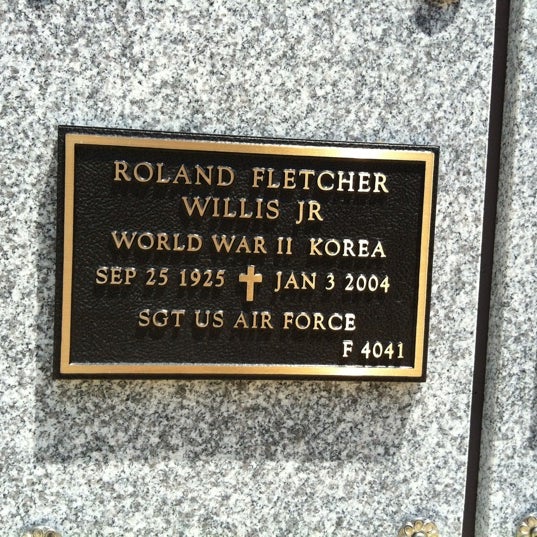 ROLAND FLETCHER
WILLIS JR
WORLD WAR II KOREA
SEP 25 1925 JAN 3 2004
SGT US AIR FORCE
F 4041